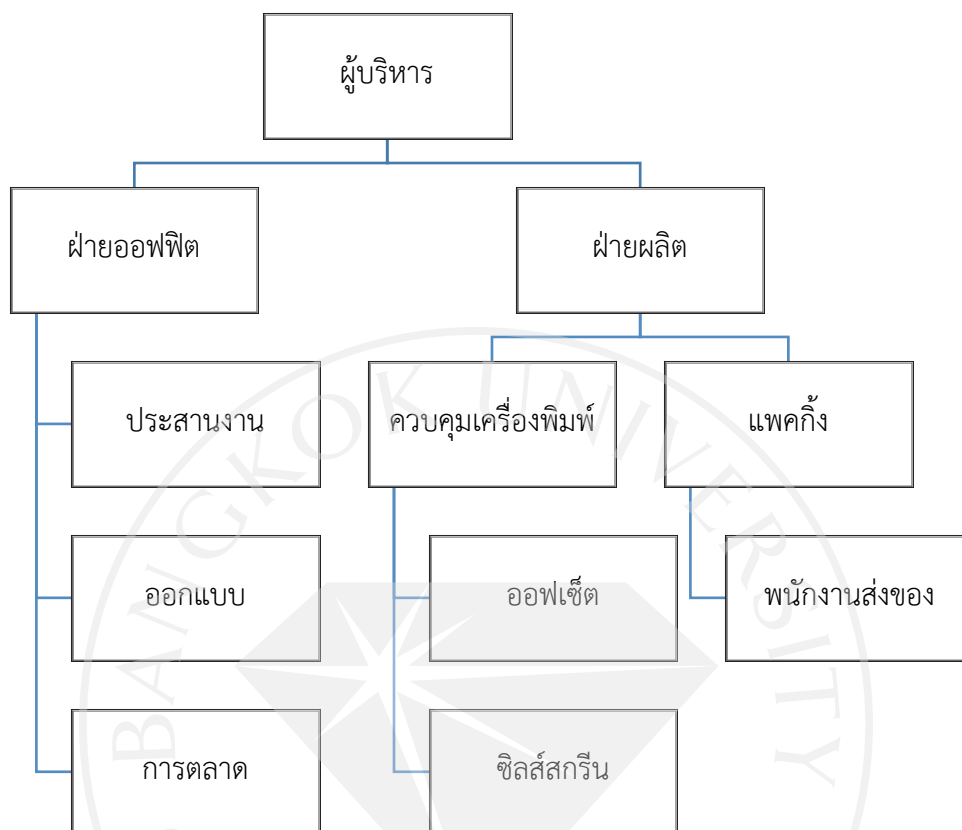 ผู้บริหาร
ฝ่ายออฟฟิต
ฝ่ายผลิต
ประสานงาน
ควบคุมเครื่องพิมพ์
แพคกิ้ง
ออกแบบ
ออฟเซ็ต
พนักงานส่งของ
การตลาด
ซิลส์สกรีน
BANGKOK UNIVERSITY